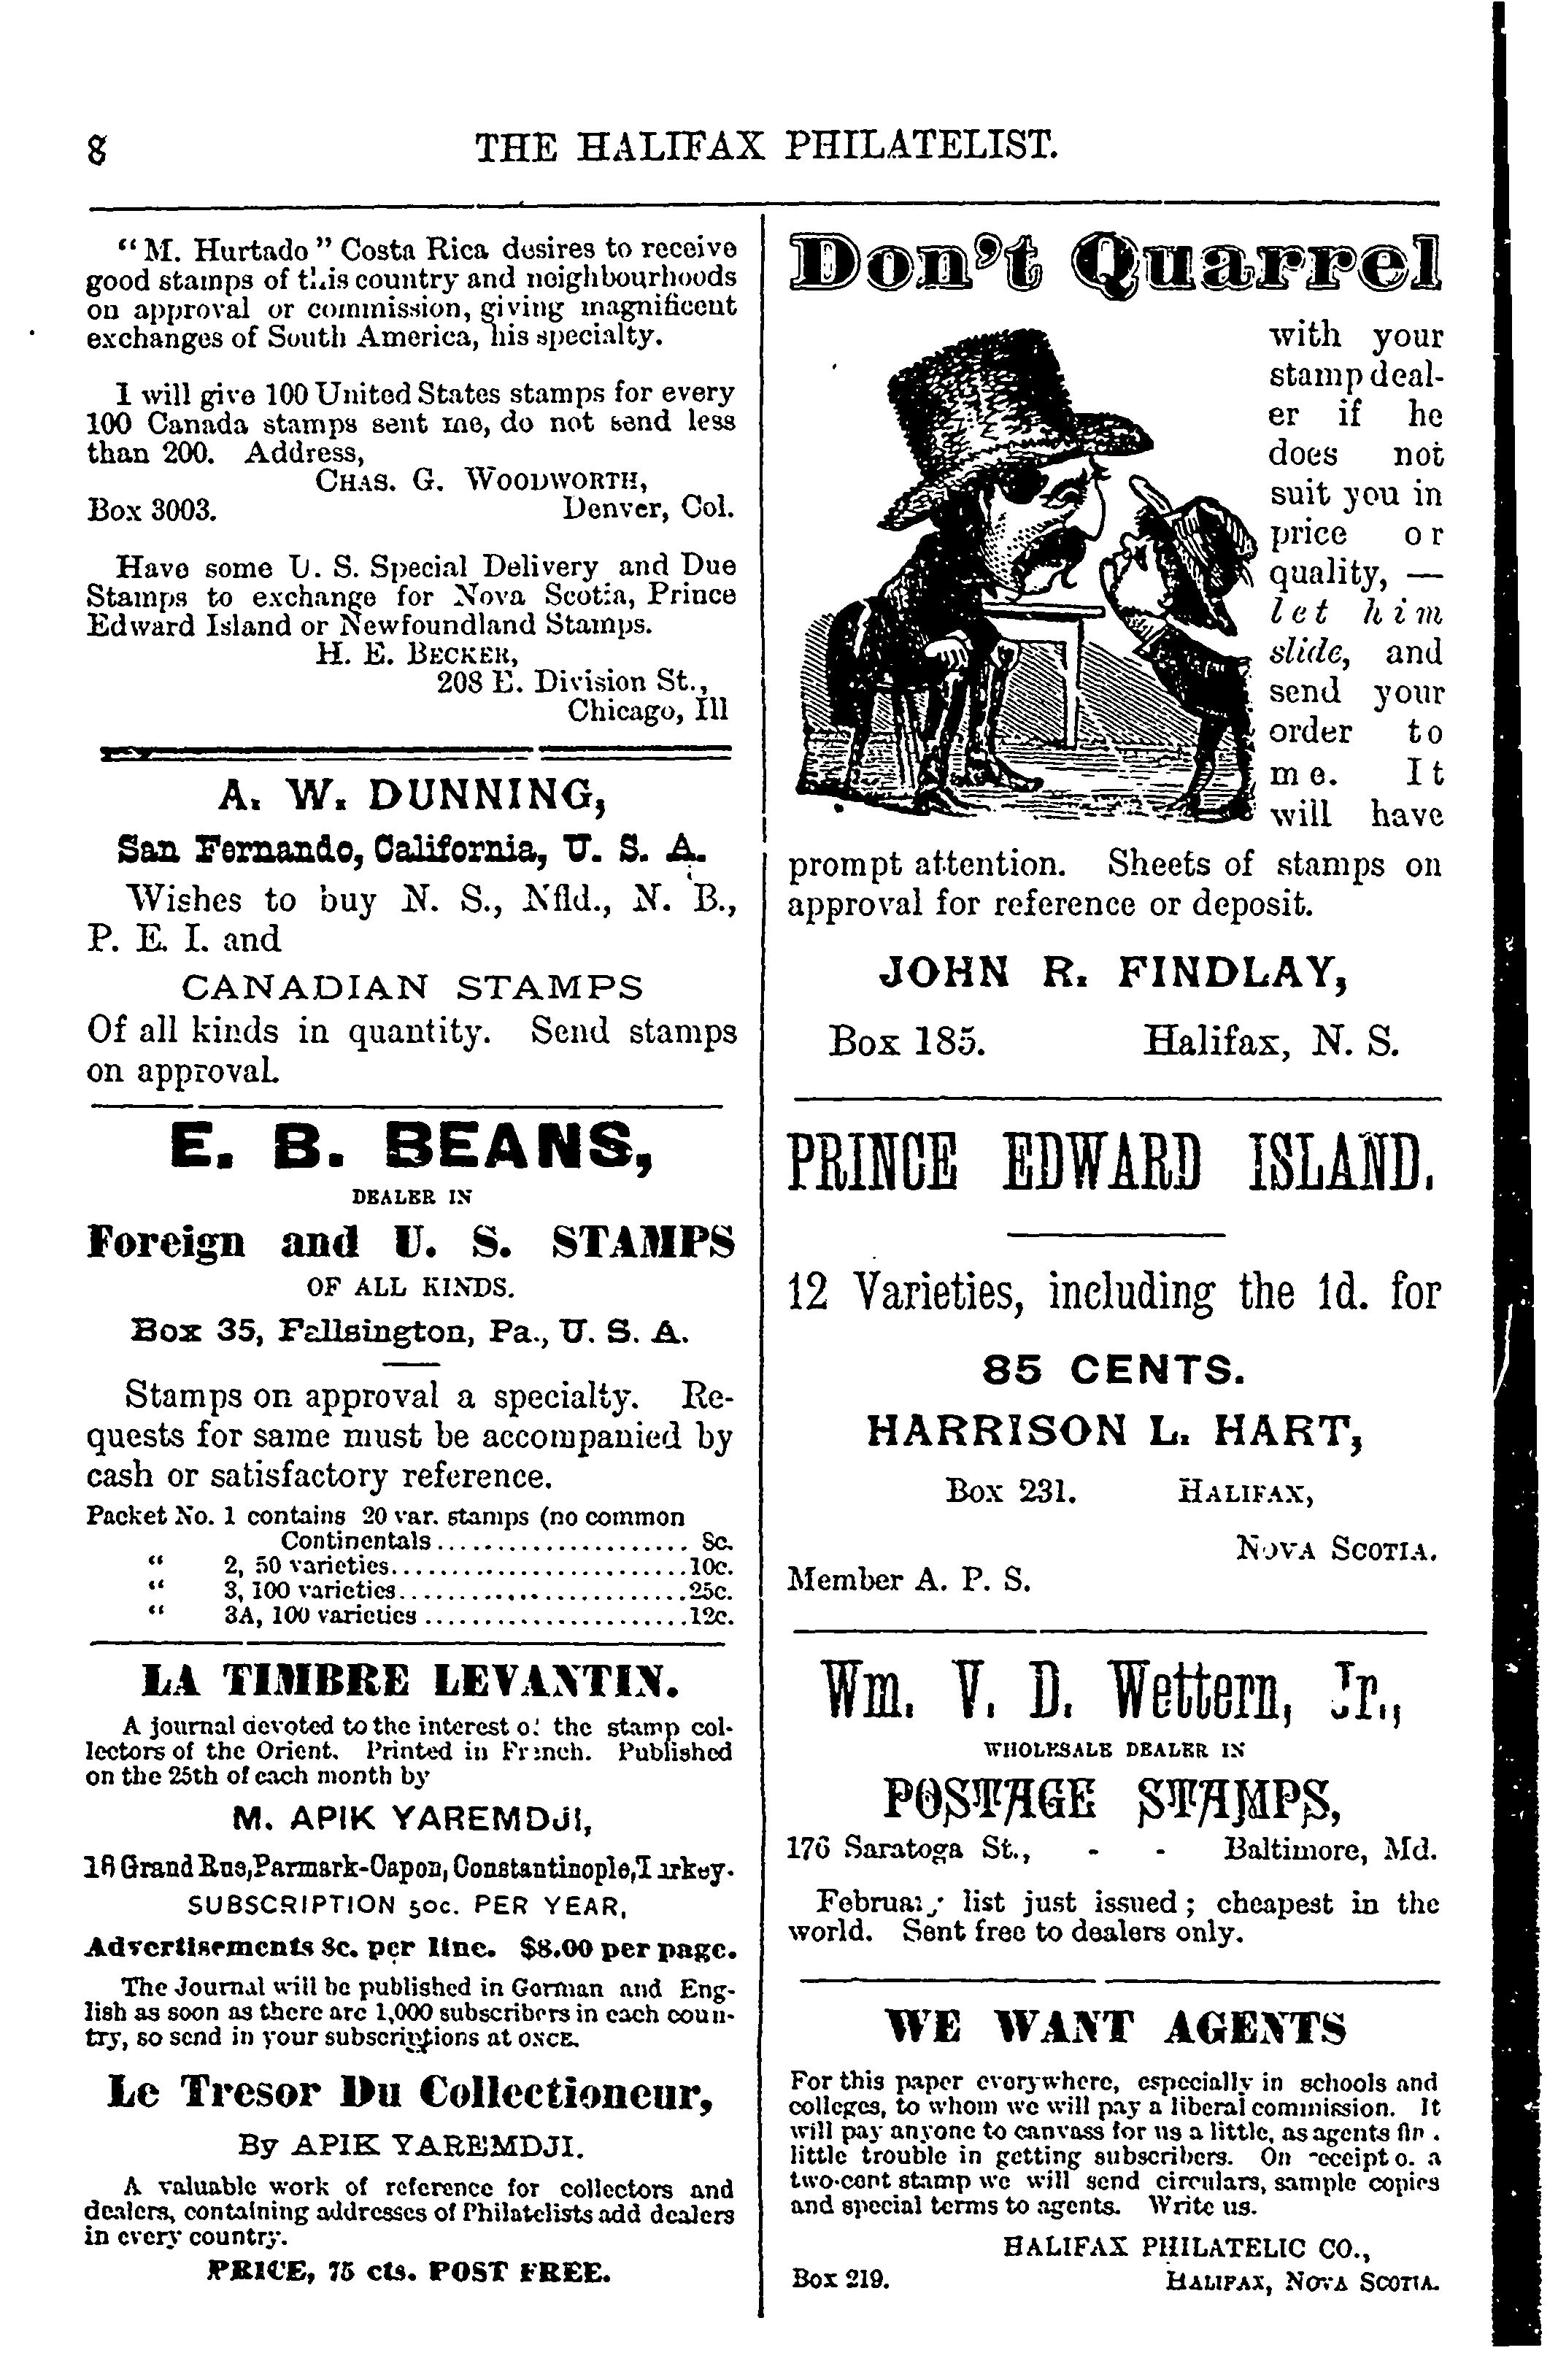 8 THE HALIFAX PHILATELIST.
“M. Hurtado” Costa Rica desires to receive
good stamps of this country and neighbourhoods
on approval or commission, giving magnificent
exchanges of South America, his specialty.
I will give 100 United States stamps for every
100 Canada stamps sent me, do not send less
than 200. Address,
CHAS. G. WOODWORTH,
Box 3003. Denver, Col.
Have some U. S. Special Delivery and Due
Stamps to exchange for Nova Scotia, Prince
Edward Island or Newfoundland Stamps.
H. E. BECKER,
208 E. Division St.,
Chicago, Ill
A. W. DUNNING,
San Fernando, California, U. S. A.
Wishes to buy N. S., Nfld., N. B.,
P. E. I. and
CANADIAN STAMPS
Of all kinds in quantity. Send stamps
on approval.
E. B. BEANS,
DEALER IN
Foreign and U. S. STAMPS
OF ALL KINDS.
Box 35, Fallsington, Pa., U. S. A.
Stamps on approval a specialty. Re-
quests for same must be accompanied by
cash or satisfactory reference.
Packet No. 1 contains 20 var. stamps (no common
Continentals ..................... 8c.
“ 2, 50 varieties.........................10c.
“ 3, 100 varieties.........................25c.
“ 3A, 100 varieties ......................12c.
LA TIMBRE LEVANTIN.
A journal devoted to the interest of the stamp col-
lectors of the Orient. Printed in French. Published
on the 25th of each month by
M. APIK YAREMDJI,
18 Grand Rue, Parmark-Capon, Constantinople, Turkey.
SUBSCRIPTION 50c. PER YEAR,
Advertisements 8c. per line. $8.00 per page.
The Journal will be published in German and Eng-
lish as soon as there are 1,000 subscribers in each coun-
try, so send in your subscriptions at ONCE.
Le Tresor Du Collectioneur,
By APIK YAREMDJI.
A valuable work of reference for collectors and
dealers, containing addresses of Philatelists add dealers
in every country.
PRICE, 75 cts. POST FREE.
Don't Quarrel
with your
stamp deal-
er if he
does not
suit you in
price or
quality, —
let him
slide, and
send your
order to
me. It
will have
prompt attention. Sheets of stamps on
approval for reference or deposit.
JOHN R. FINDLAY,
Box 185. Halifax, N. S.
PRINCE EDWARD ISLAND.
12 Varieties, including the 1d. for
85 CENTS.
HARRISON L. HART,
Box 231. HALIFAX,
NOVA SCOTIA.
Member A. P. S.
Wm. V. D. Wettern, Jr.,
WHOLESALE DEALER IN
POSTAGE STAMPS,
176 Saratoga St., - - Baltimore, Md.
February list just issued; cheapest in the
world. Sent free to dealers only.
WE WANT AGENTS
For this paper everywhere, especially in schools and
colleges, to whom we will pay a liberal commission. It
will pay anyone to canvass for us a little, as agents find
little trouble in getting subscribers. On receipt of a
two-cent stamp we will send circulars, sample copies
and special terms to agents. Write us.
HALIFAX PHILATELIC CO.,
Box 219. HALIFAX, NOVA SCOTIA.